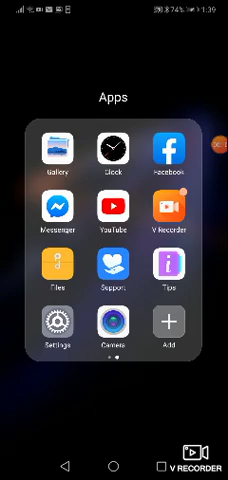 74% 1:39
Apps
Gallery Clock Facebook
Messenger YouTube V Recorder
Files Support Tips
Settings Camera Add
V RECORDER